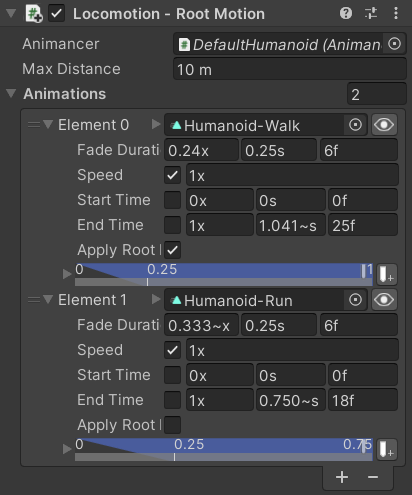 Locomotion - Root Motion
Animancer DefaultHumanoid (Animan
Max Distance 10 m
Animations 2
Element 0 Humanoid-Walk
Fade Durati 0.24x 0.25s 6f
Speed 1x
Start Time 0x 0s 0f
End Time 1x 1.041~s 25f
Apply Root
0 0.25 1
Element 1 Humanoid-Run
Fade Durati 0.333~x 0.25s 6f
Speed 1x
Start Time 0x 0s 0f
End Time 1x 0.750~s 18f
Apply Root
0 0.25 0.75